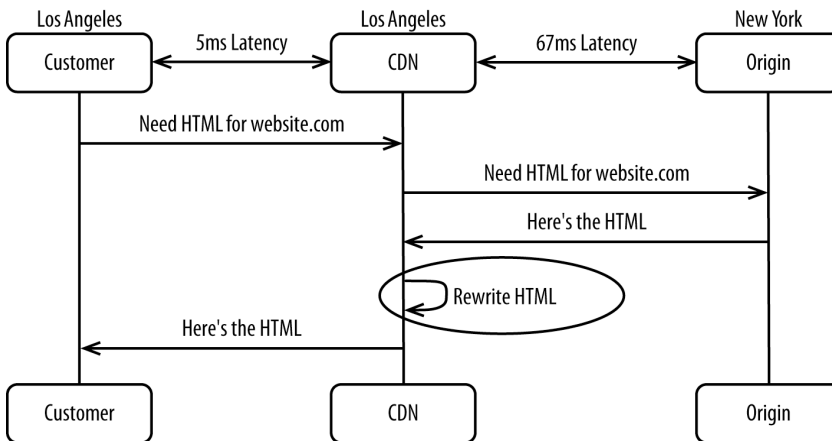 Los Angeles
Los Angeles
New York
Customer
5ms Latency
CDN
67ms Latency
Origin
Need HTML for website.com
Need HTML for website.com
Here's the HTML
Rewrite HTML
Here's the HTML
Customer
CDN
Origin